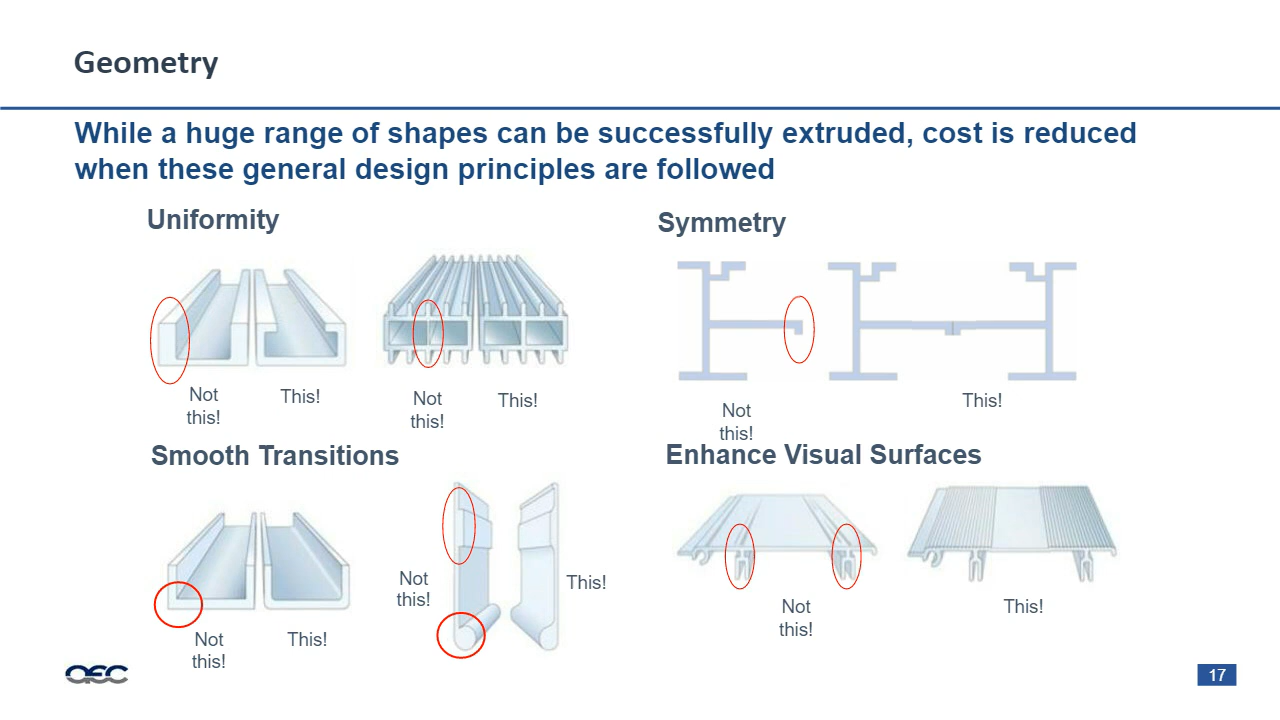 Geometry
While a huge range of shapes can be successfully extruded, cost is reduced
when these general design principles are followed
Uniformity
Not
this!
This!
Not
this!
This!
Symmetry
Not
this!
This!
Smooth Transitions
Not
this!
This!
Not
this!
This!
Enhance Visual Surfaces
Not
this!
This!
AEC
17